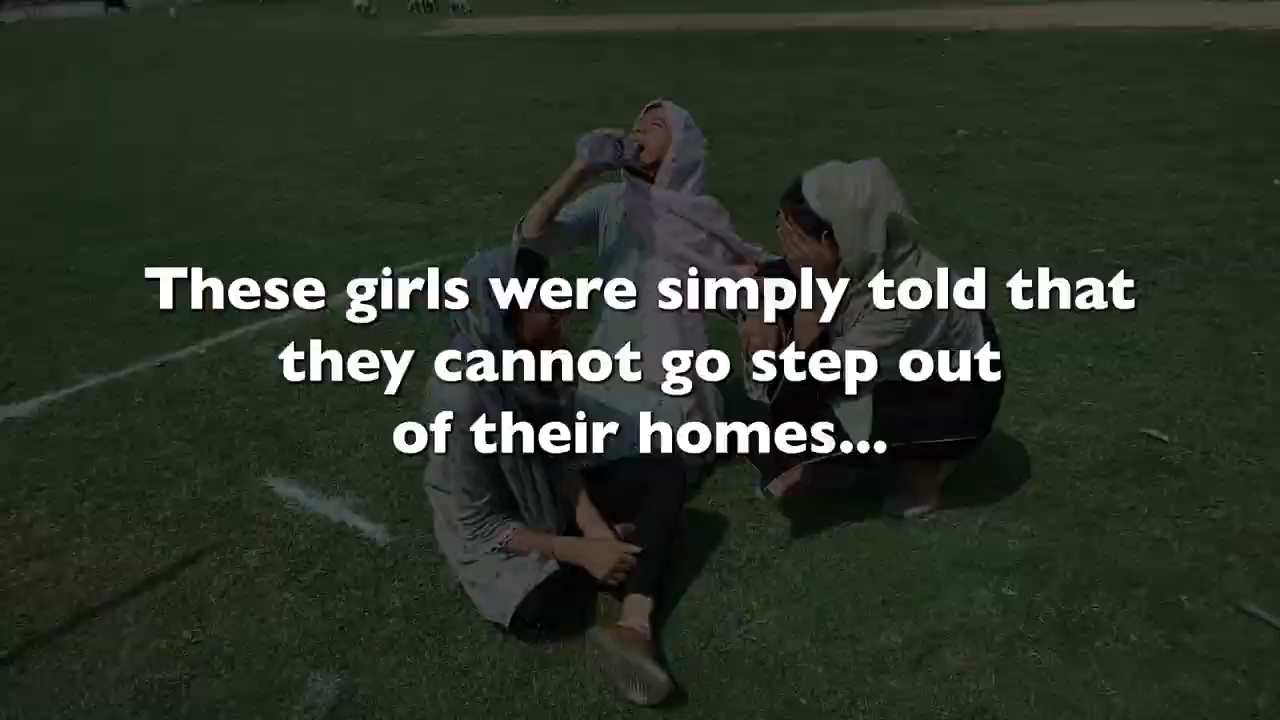 These girls were simply told that
they cannot go step out
of their homes...